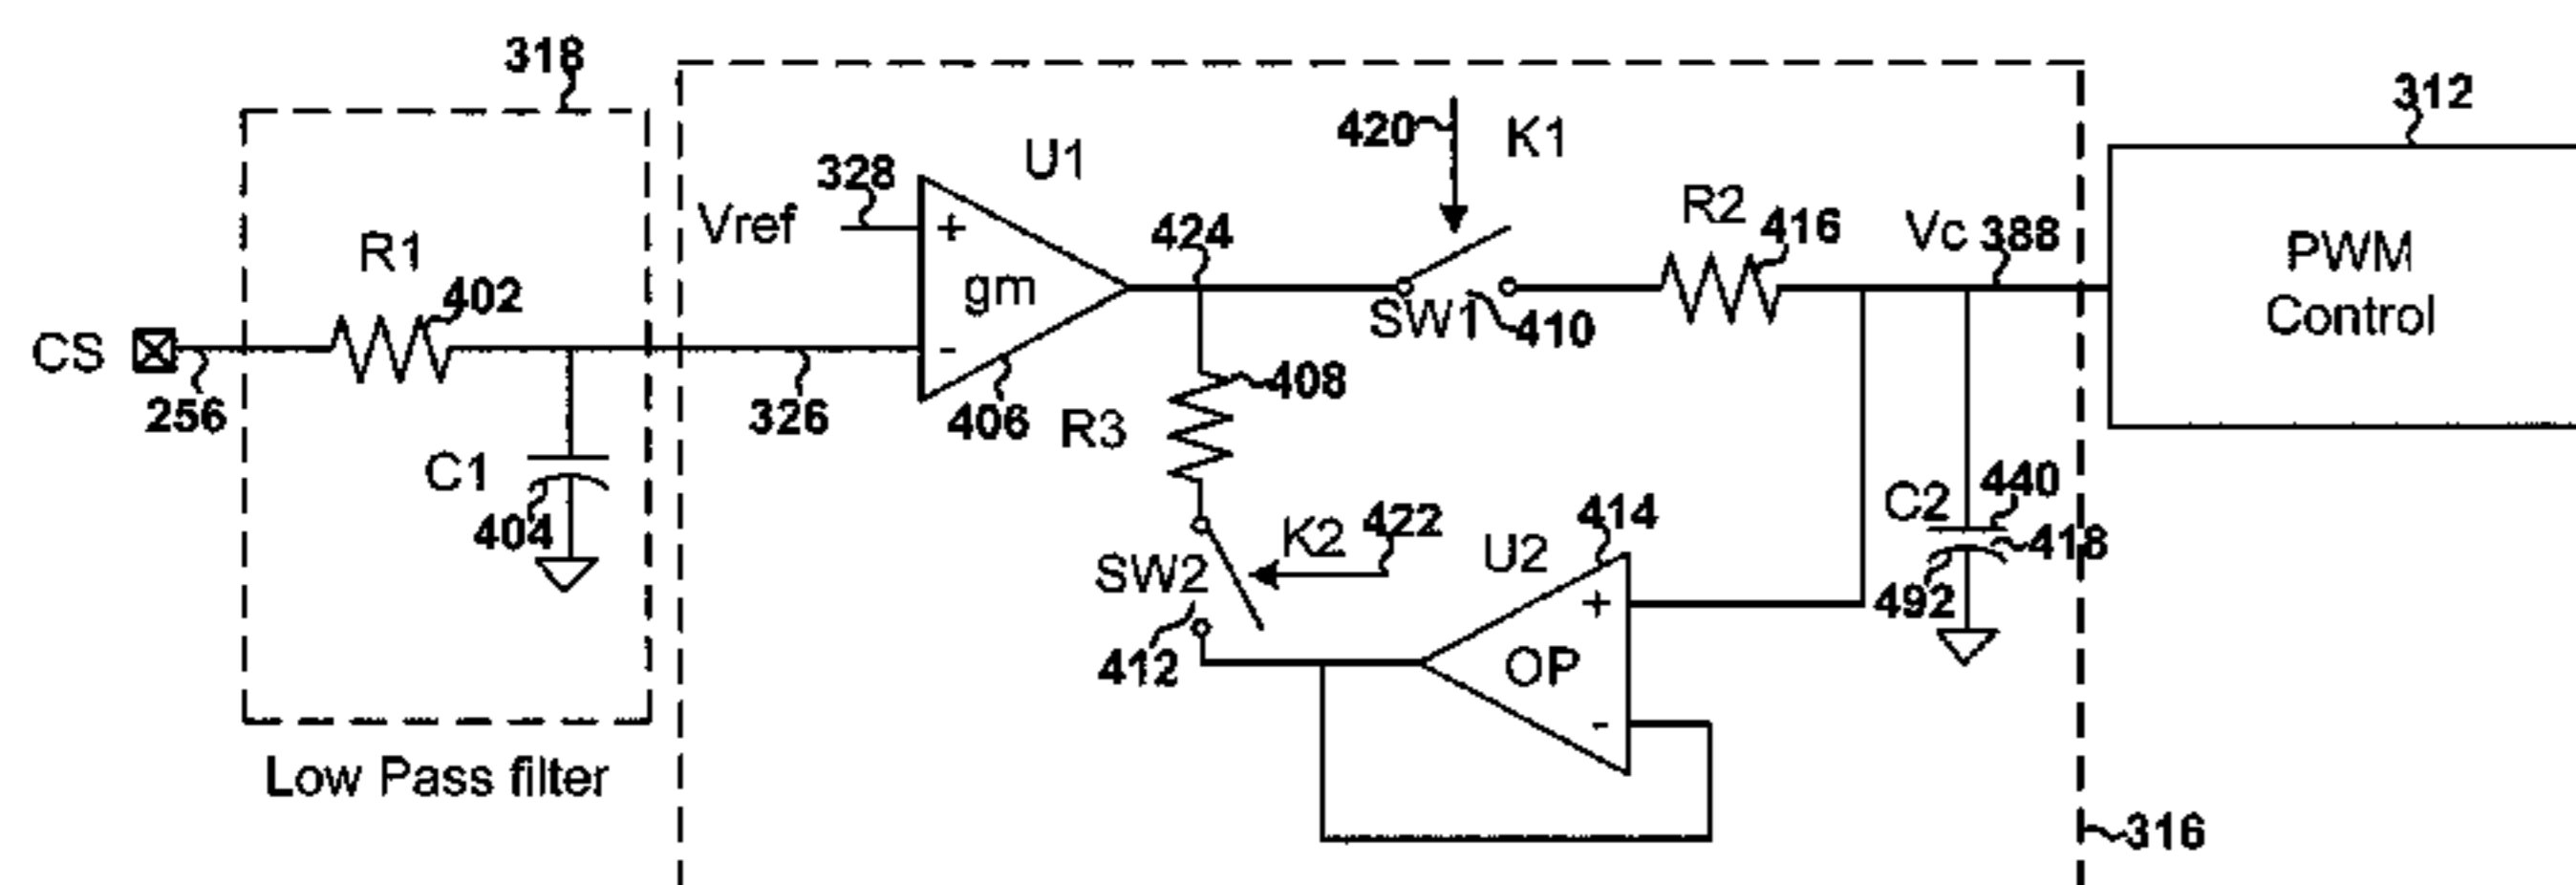 318
312
420
K1
U1
328
Vref
+
gm
-
424
R2
416
Vc
388
PWM
Control
R1
402
CS
256
326
406
SW1
410
408
R3
C1
404
C2
440
418
492
414
U2
K2
422
SW2
412
+
OP
-
Low Pass filter
316